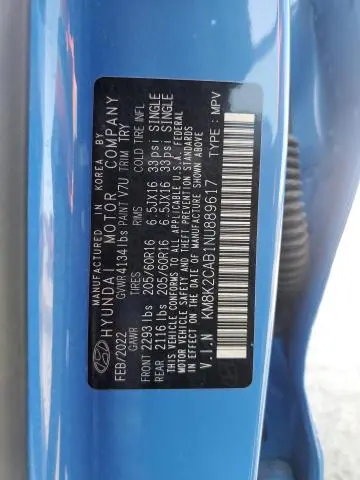 MADE IN KOREA BY
HYUNDAI MOTOR COMPANY
FEB/2022 GVWR 4134 lbs PAINT V7U TRIM TRY
GAWR RIMS COLD TIRE INFL
FRONT 2293 lbs 205/60R16 6.5JX16 33psi SINGLE
REAR 2116 lbs 205/60R16 6.5JX16 33psi SINGLE
THIS VEHICLE CONFORMS TO ALL APPLICABLE U.S.A. FEDERAL
MOTOR VEHICLE SAFETY AND THEFT PREVENTION STANDARDS
IN EFFECT ON THE DATE OF MANUFACTURE SHOWN ABOVE
V.I.N KM8K2CAB1NU889617 TYPE : MPV